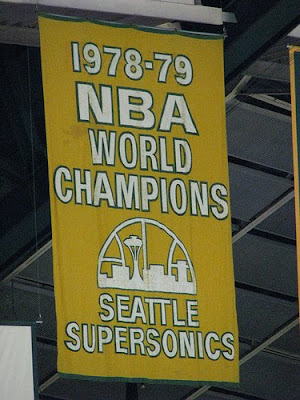 1978-79
NBA
WORLD
CHAMPIONS
SEATTLE
SUPERSONICS